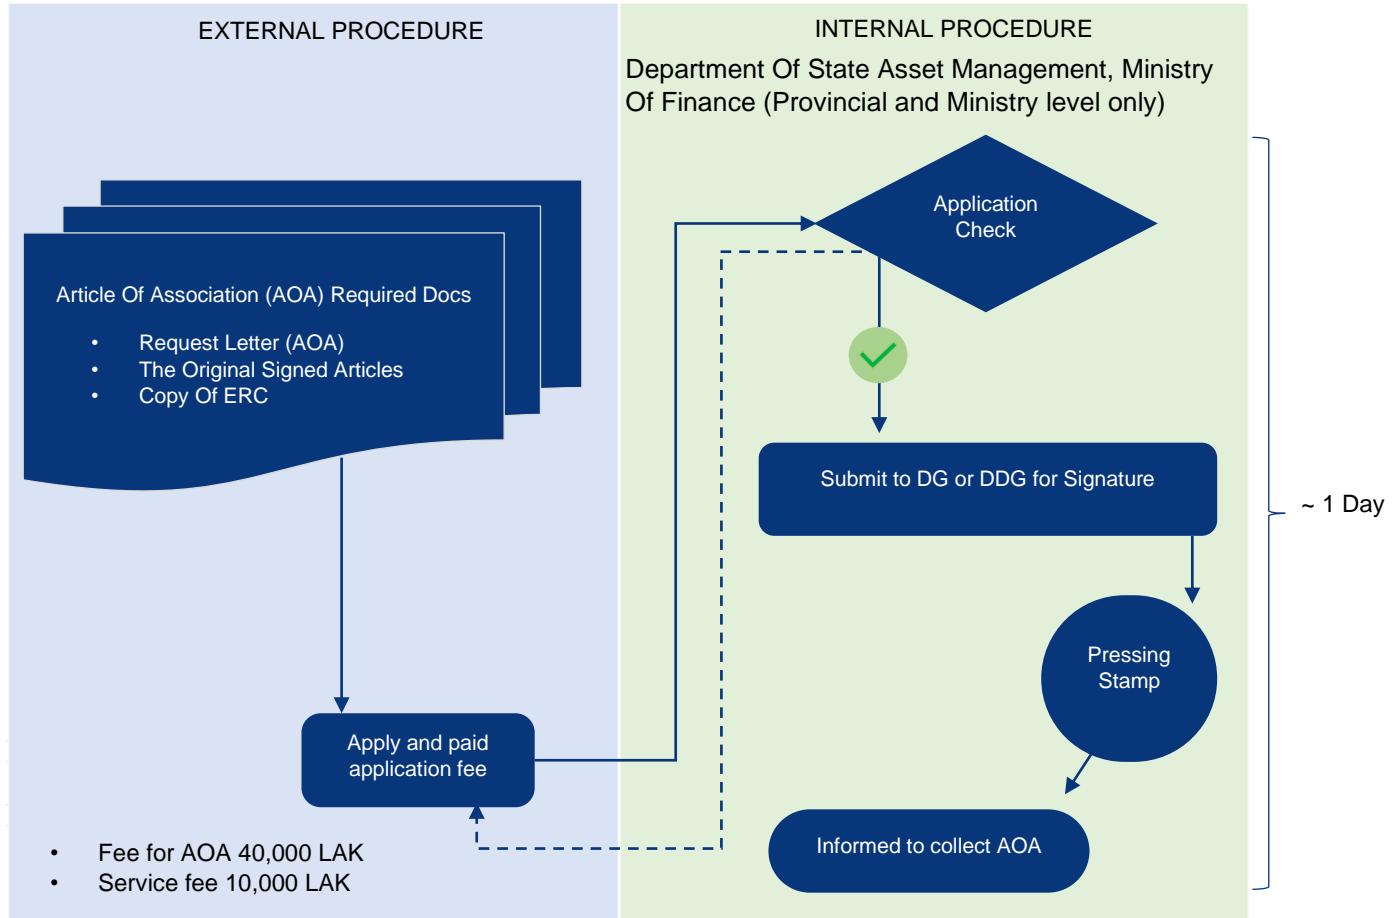 EXTERNAL PROCEDURE
INTERNAL PROCEDURE
Department Of State Asset Management, Ministry
Of Finance (Provincial and Ministry level only)
Article Of Association (AOA) Required Docs
• Request Letter (AOA)
• The Original Signed Articles
• Copy Of ERC
Apply and paid
application fee
• Fee for AOA 40,000 LAK
• Service fee 10,000 LAK
Application
Check
Submit to DG or DDG for Signature
Pressing
Stamp
Informed to collect AOA
~ 1 Day